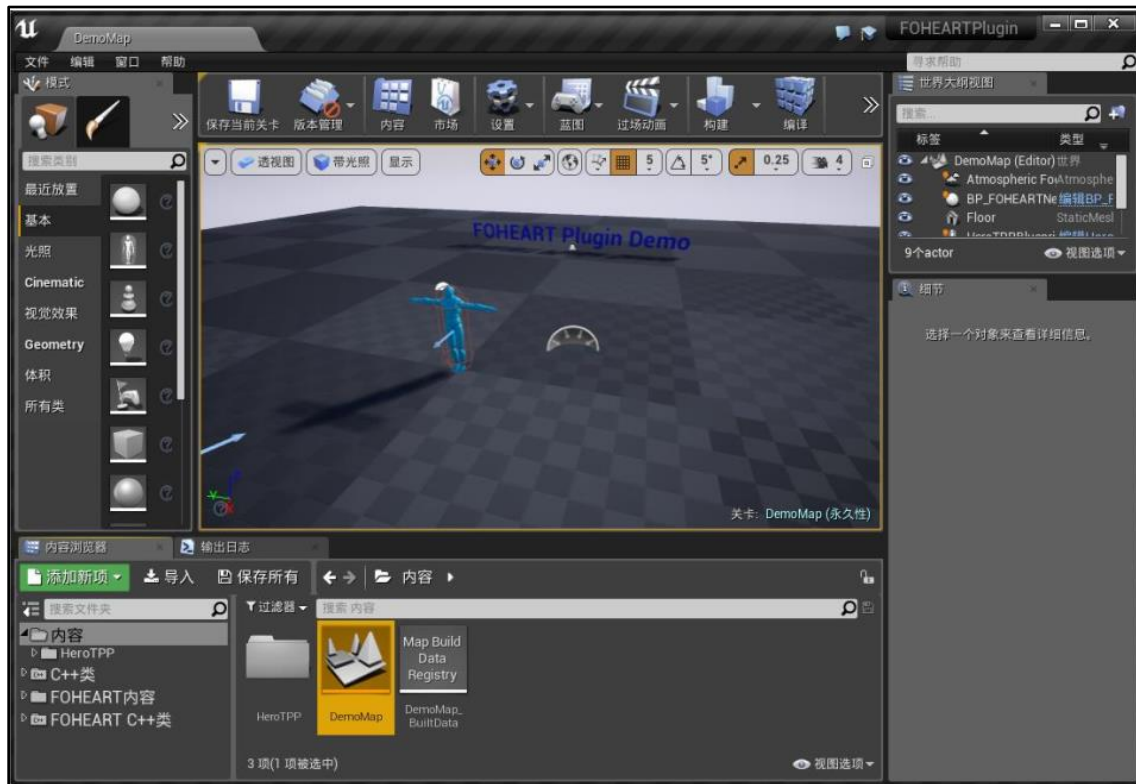 DemoMap
FOHEARTPlugin
文件 编辑 窗口 帮助
寻求帮助
模式
保存当前关卡 版本管理 内容 市场 设置 蓝图 过场动画 构建 编译
世界大纲视图
搜索...
标签 类型
DemoMap (Editor) 世界
Atmospheric Fo Atmosphe
BP_FOHEARTNe 编辑BP_F
Floor StaticMesl
9个actor 视图选项
搜索类别
最近放置
基本
光照
Cinematic
视觉效果
Geometry
体积
所有类
透视图 带光照 显示 5 5° 0.25 4
FOHEART Plugin Demo
关卡: DemoMap (永久性)
细节
选择一个对象来查看详细信息。
内容浏览器 输出日志
添加新项 导入 保存所有 内容
搜索文件夹
过滤器 搜索 内容
内容
HeroTPP
C++类
FOHEART内容
FOHEART C++类
HeroTPP
DemoMap
Map Build
Data
Registry
DemoMap_
BuiltData
3 项(1 项被选中) 视图选项